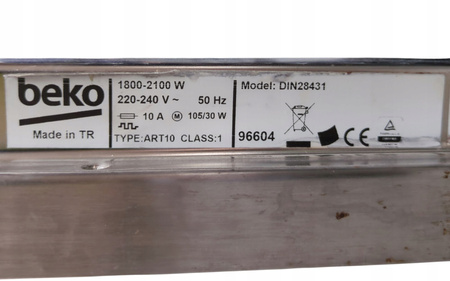 beko
Made in TR
1800-2100 W
220-240 V ~ 50 Hz
10 A M 105/30 W
TYPE:ART10 CLASS:1
Model: DIN28431
96604
CE